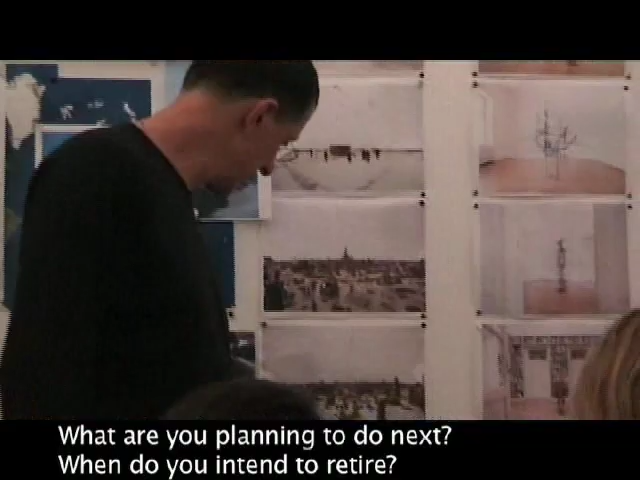 What are you planning to do next?
When do you intend to retire?